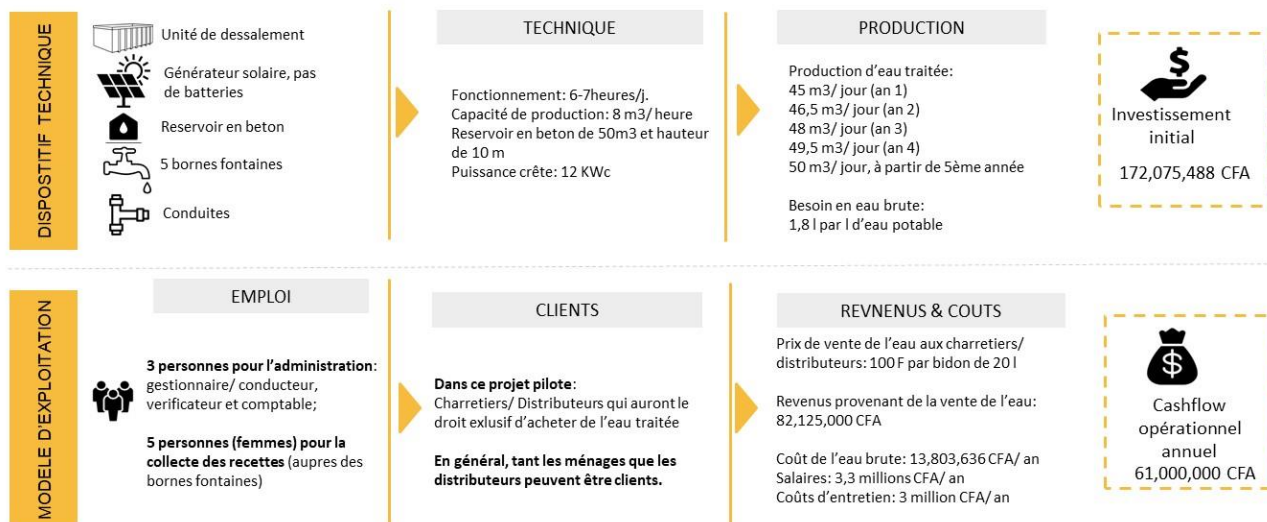 DISPOSTITIF TECHNIQUE
Unité de dessalement
Générateur solaire, pas
de batteries
Reservoir en beton
5 bornes fontaines
Conduites
TECHNIQUE
Fonctionnement: 6-7heures/j.
Capacité de production: 8 m3/ heure
Reservoir en beton de 50m3 et hauteur
de 10 m
Puissance crête: 12 KWc
PRODUCTION
Production d’eau traitée:
45 m3/ jour (an 1)
46,5 m3/ jour (an 2)
48 m3/ jour (an 3)
49,5 m3/ jour (an 4)
50 m3/ jour, à partir de 5ème année
Besoin en eau brute:
1,8 l par l d’eau potable
$
Investissement
initial
172,075,488 CFA
MODELE D’EXPLOITATION
EMPLOI
3 personnes pour l’administration:
gestionnaire/ conducteur,
verificateur et comptable;
5 personnes (femmes) pour la
collecte des recettes (aupres des
bornes fontaines)
CLIENTS
Dans ce projet pilote:
Charretiers/ Distributeurs qui auront le
droit exlusif d’acheter de l’eau traitée
En général, tant les ménages que les
distributeurs peuvent être clients.
REVNENUS & COUTS
Prix de vente de l’eau aux charretiers/
distributeurs: 100 F par bidon de 20 l
Revenus provenant de la vente de l’eau:
82,125,000 CFA
Coût de l’eau brute: 13,803,636 CFA/ an
Salaires: 3,3 millions CFA/ an
Coûts d’entretien: 3 million CFA/ an
$
Cashflow
opérationnel
annuel
61,000,000 CFA